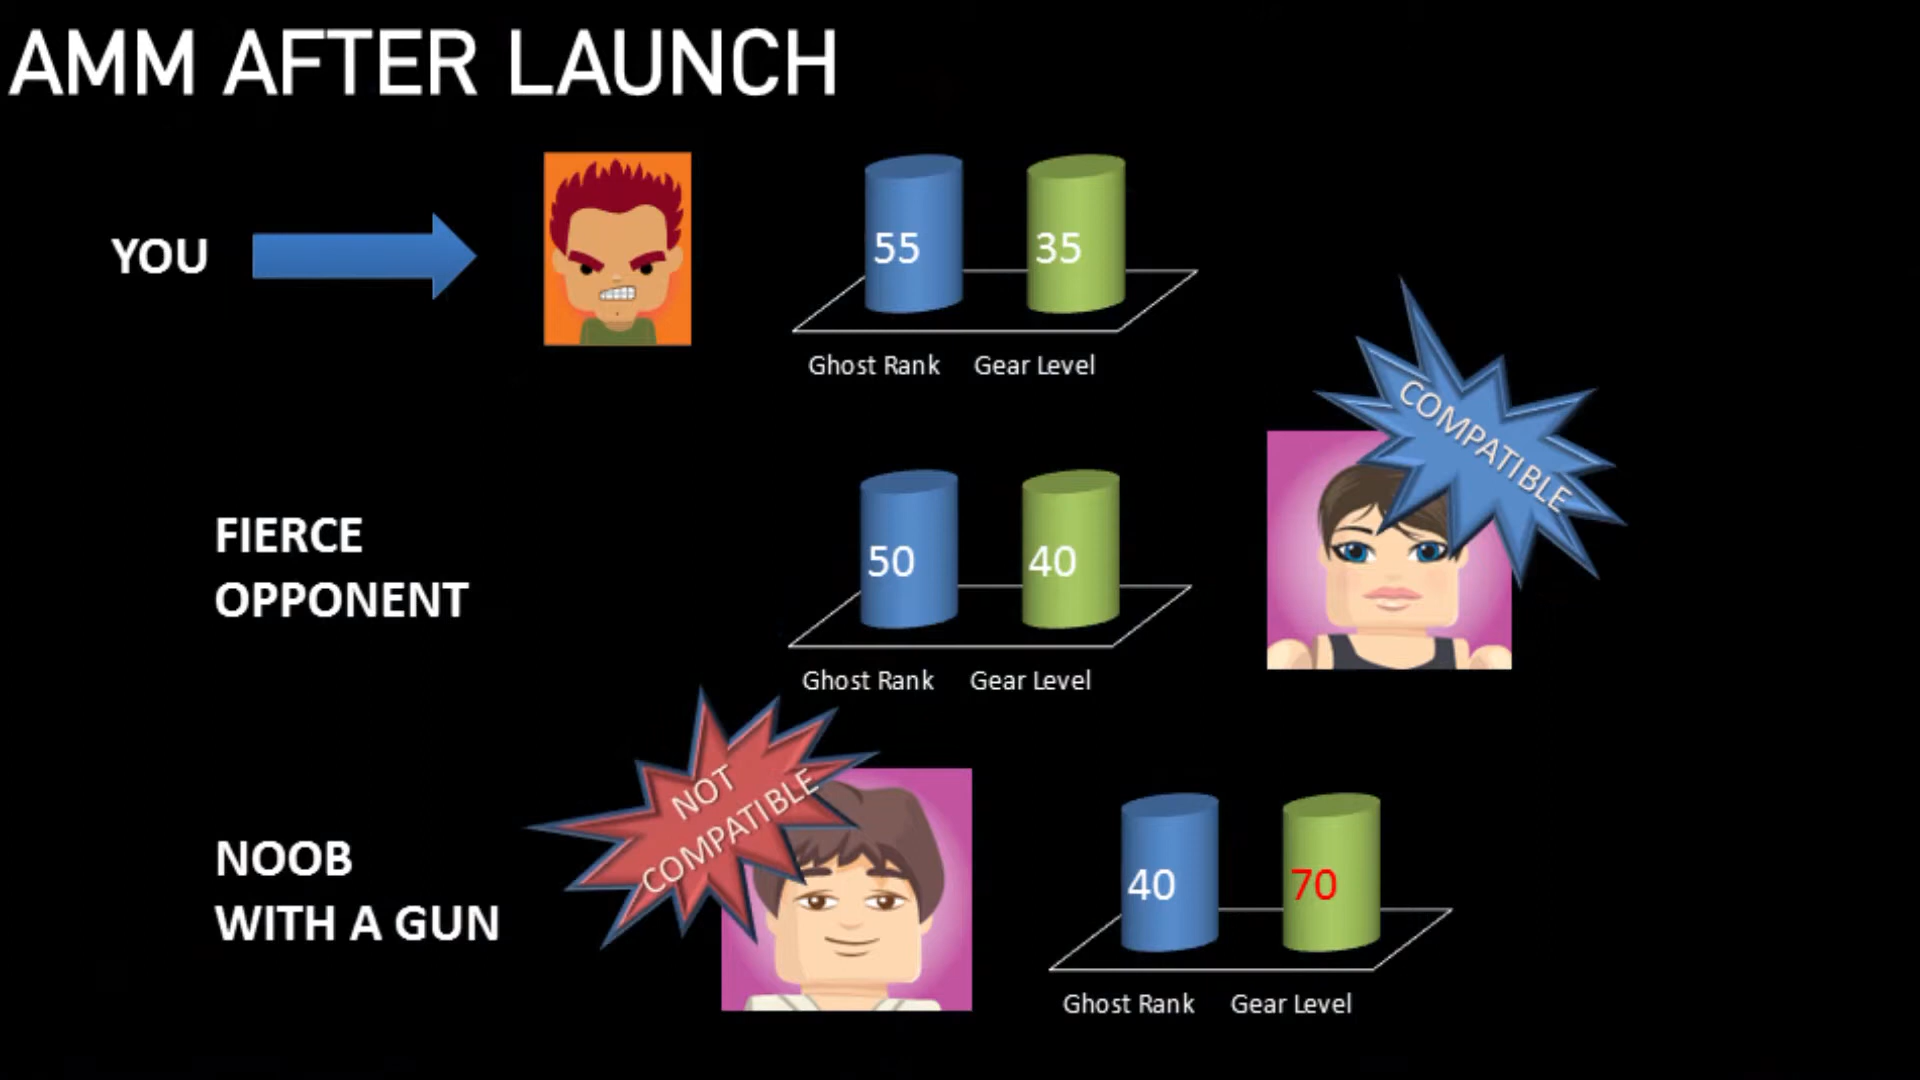 AMM AFTER LAUNCH
YOU
55
35
Ghost Rank
Gear Level
COMPATIBLE
FIERCE
OPPONENT
50
40
Ghost Rank
Gear Level
NOT
COMPATIBLE
NOOB
WITH A GUN
40
70
Ghost Rank
Gear Level